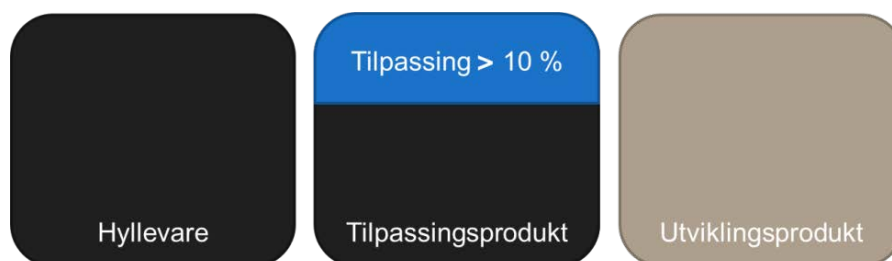 Tilpassing > 10 %
Hyllevare
Tilpassingsprodukt
Utviklingsprodukt